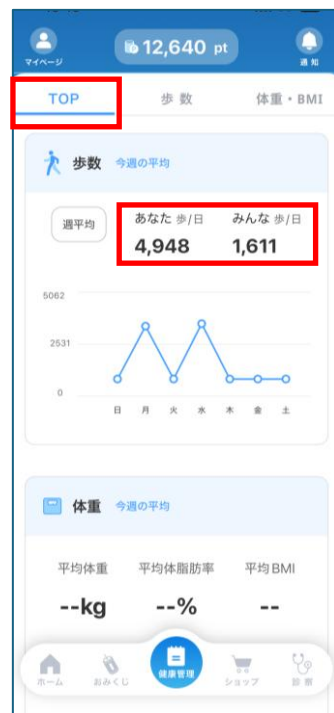 12,640 pt
マイページ
通知
TOP 歩数 体重・BMI
歩数 今週の平均
週平均
あなた 歩/日 みんな 歩/日
4,948 1,611
5062
2531
0
日 月 火 水 木 金 土
体重 今週の平均
平均体重 平均体脂肪率 平均BMI
--kg --% --
ホーム おみくじ 健康管理 ショップ 診断